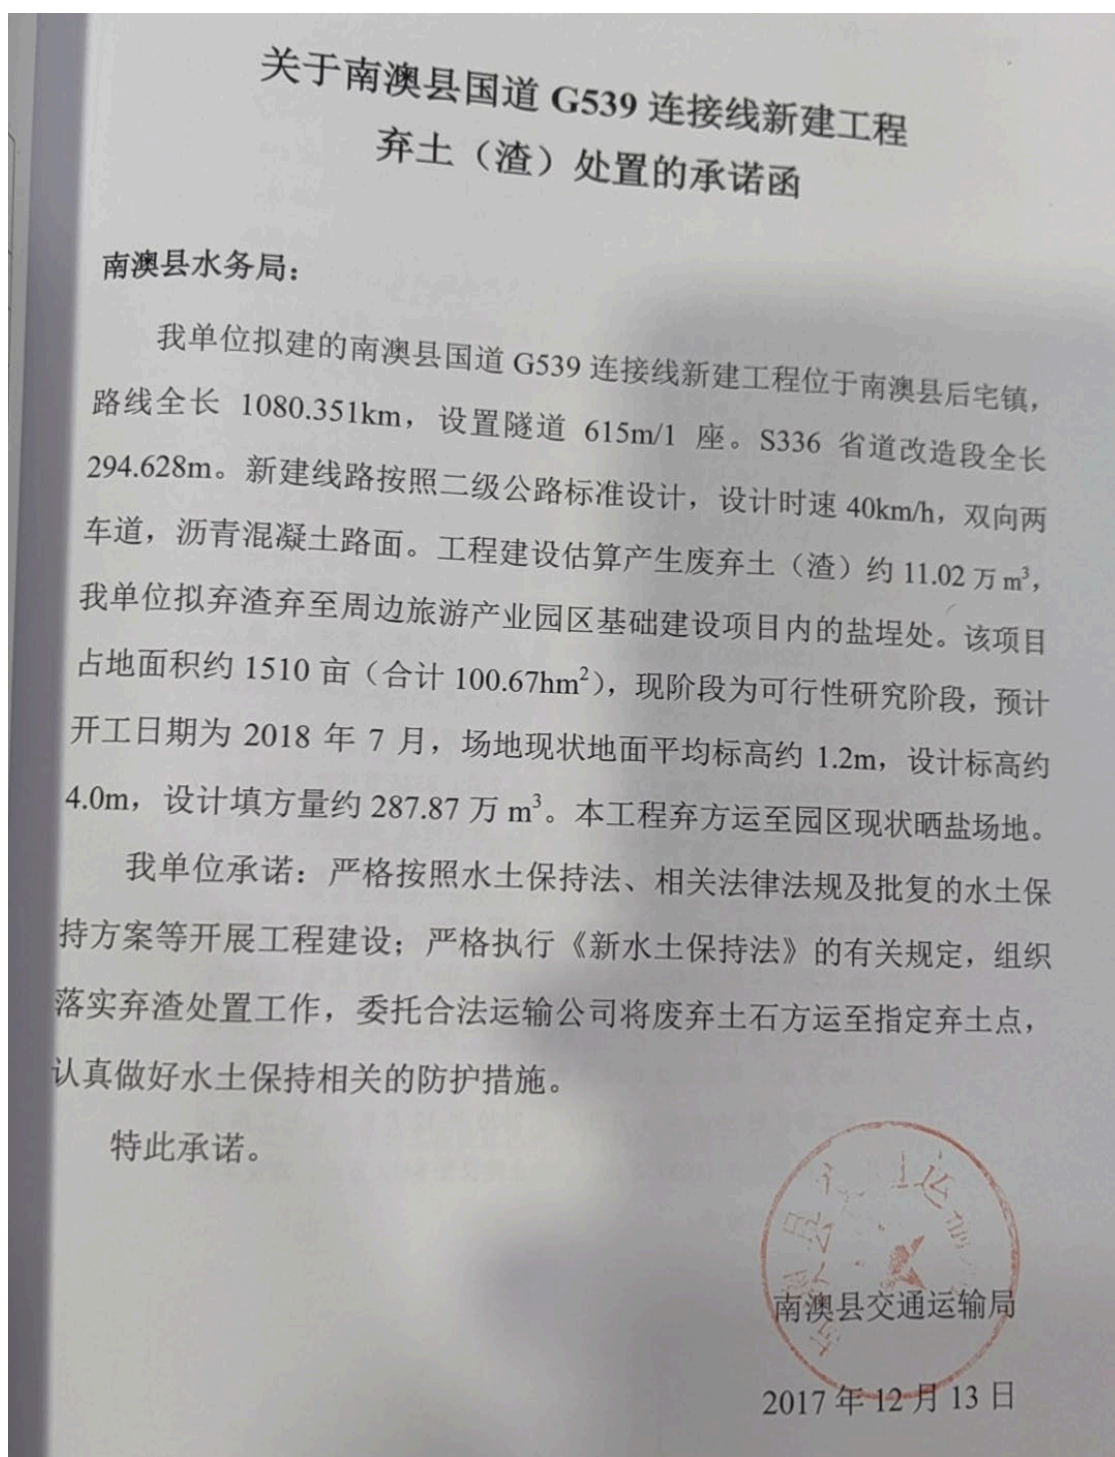 关于南澳县国道 G539 连接线新建工程
弃土（渣）处置的承诺函
南澳县水务局：
我单位拟建的南澳县国道 G539 连接线新建工程位于南澳县后宅镇，
路线全长 1080.351km，设置隧道 615m/1 座。S336 省道改造段全长
294.628m。新建线路按照二级公路标准设计，设计时速 40km/h，双向两
车道，沥青混凝土路面。工程建设估算产生废弃土（渣）约 11.02 万 m³，
我单位拟弃渣弃至周边旅游产业园区基础建设项目内的盐埕处。该项目
占地面积约 1510 亩（合计 100.67hm²），现阶段为可行性研究阶段，预计
开工日期为 2018 年 7 月，场地现状地面平均标高约 1.2m，设计标高约
4.0m，设计填方量约 287.87 万 m³。本工程弃方运至园区现状晒盐场地。
我单位承诺：严格按照水土保持法、相关法律法规及批复的水土保
持方案等开展工程建设；严格执行《新水土保持法》的有关规定，组织
落实弃渣处置工作，委托合法运输公司将废弃土石方运至指定弃土点，
认真做好水土保持相关的防护措施。
特此承诺。
南澳县交通运输局
2017 年 12 月 13 日